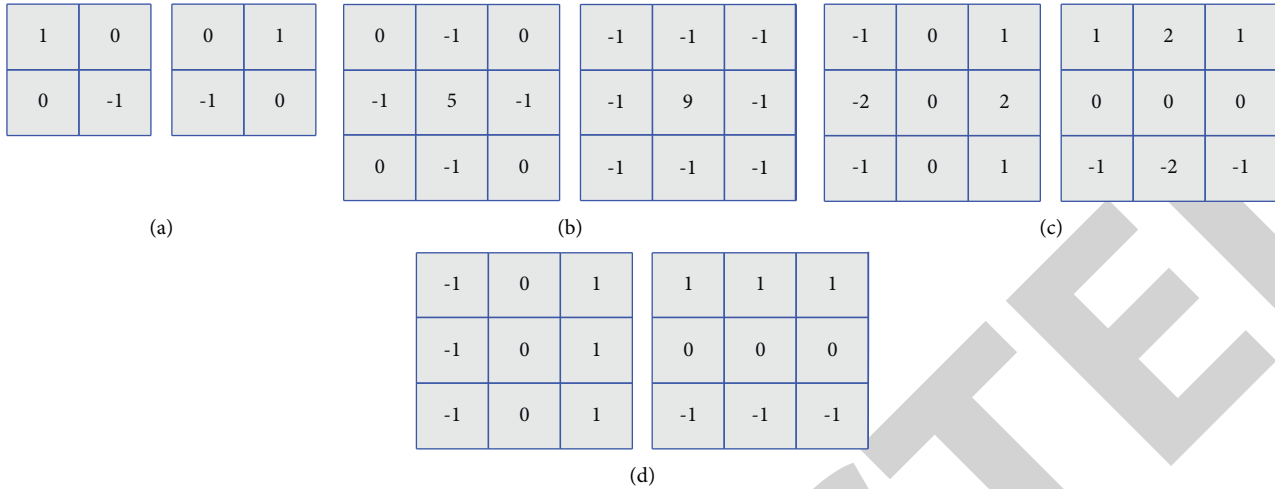 1 0 0 1 0 -1 0 -1 -1 -1 -1 0 1 1 2 1
0 -1 -1 0 -1 5 -1 -1 9 -1 -2 0 2 0 0 0
0 -1 0 -1 -1 -1 -1 0 1 -1 -2 -1
(a) (b) (c)
-1 0 1 1 1 1
-1 0 1 0 0 0
-1 0 1 -1 -1 -1
(d)